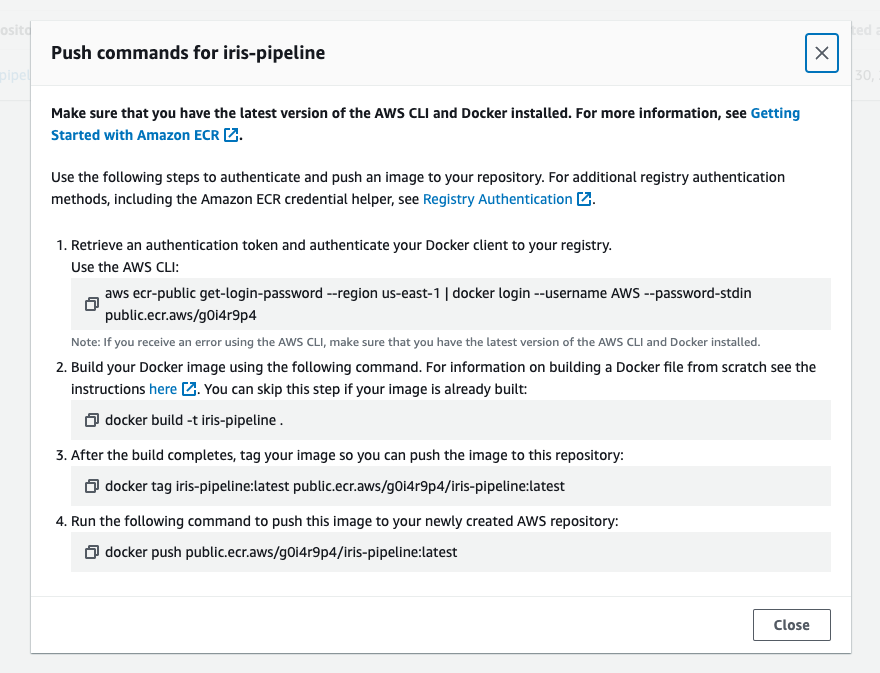 Push commands for iris-pipeline
Make sure that you have the latest version of the AWS CLI and Docker installed. For more information, see Getting
Started with Amazon ECR .
Use the following steps to authenticate and push an image to your repository. For additional registry authentication
methods, including the Amazon ECR credential helper, see Registry Authentication .
1. Retrieve an authentication token and authenticate your Docker client to your registry.
Use the AWS CLI:
aws ecr-public get-login-password --region us-east-1 | docker login --username AWS --password-stdin
public.ecr.aws/g0i4r9p4
Note: If you receive an error using the AWS CLI, make sure that you have the latest version of the AWS CLI and Docker installed.
2. Build your Docker image using the following command. For information on building a Docker file from scratch see the
instructions here . You can skip this step if your image is already built:
docker build -t iris-pipeline .
3. After the build completes, tag your image so you can push the image to this repository:
docker tag iris-pipeline:latest public.ecr.aws/g0i4r9p4/iris-pipeline:latest
4. Run the following command to push this image to your newly created AWS repository:
docker push public.ecr.aws/g0i4r9p4/iris-pipeline:latest
Close